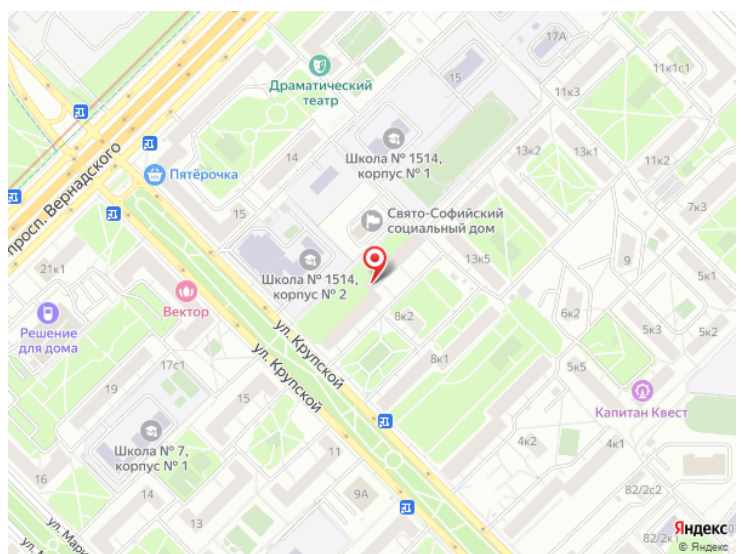 17А
11к1с1
15
11к3
Драматический
театр
14
Школа № 1514,
корпус № 1
13к2
13к1
11к2
просп. Вернадского
Пятёрочка
15
Свято-Софийский
социальный дом
7к3
9
21к1
Школа № 1514,
корпус № 2
13к5
5к1
Вектор
8к2
6к2
5к3
5к2
Решение
для дома
ул. Крупской
ул. Крупской
17с1
8к1
5к5
19
Капитан Квест
Школа № 7,
корпус № 1
11
4к2
4к1
16
14
9А
82/2с2
ул. Марк
82/2к1
Яндекс
© Яндекс